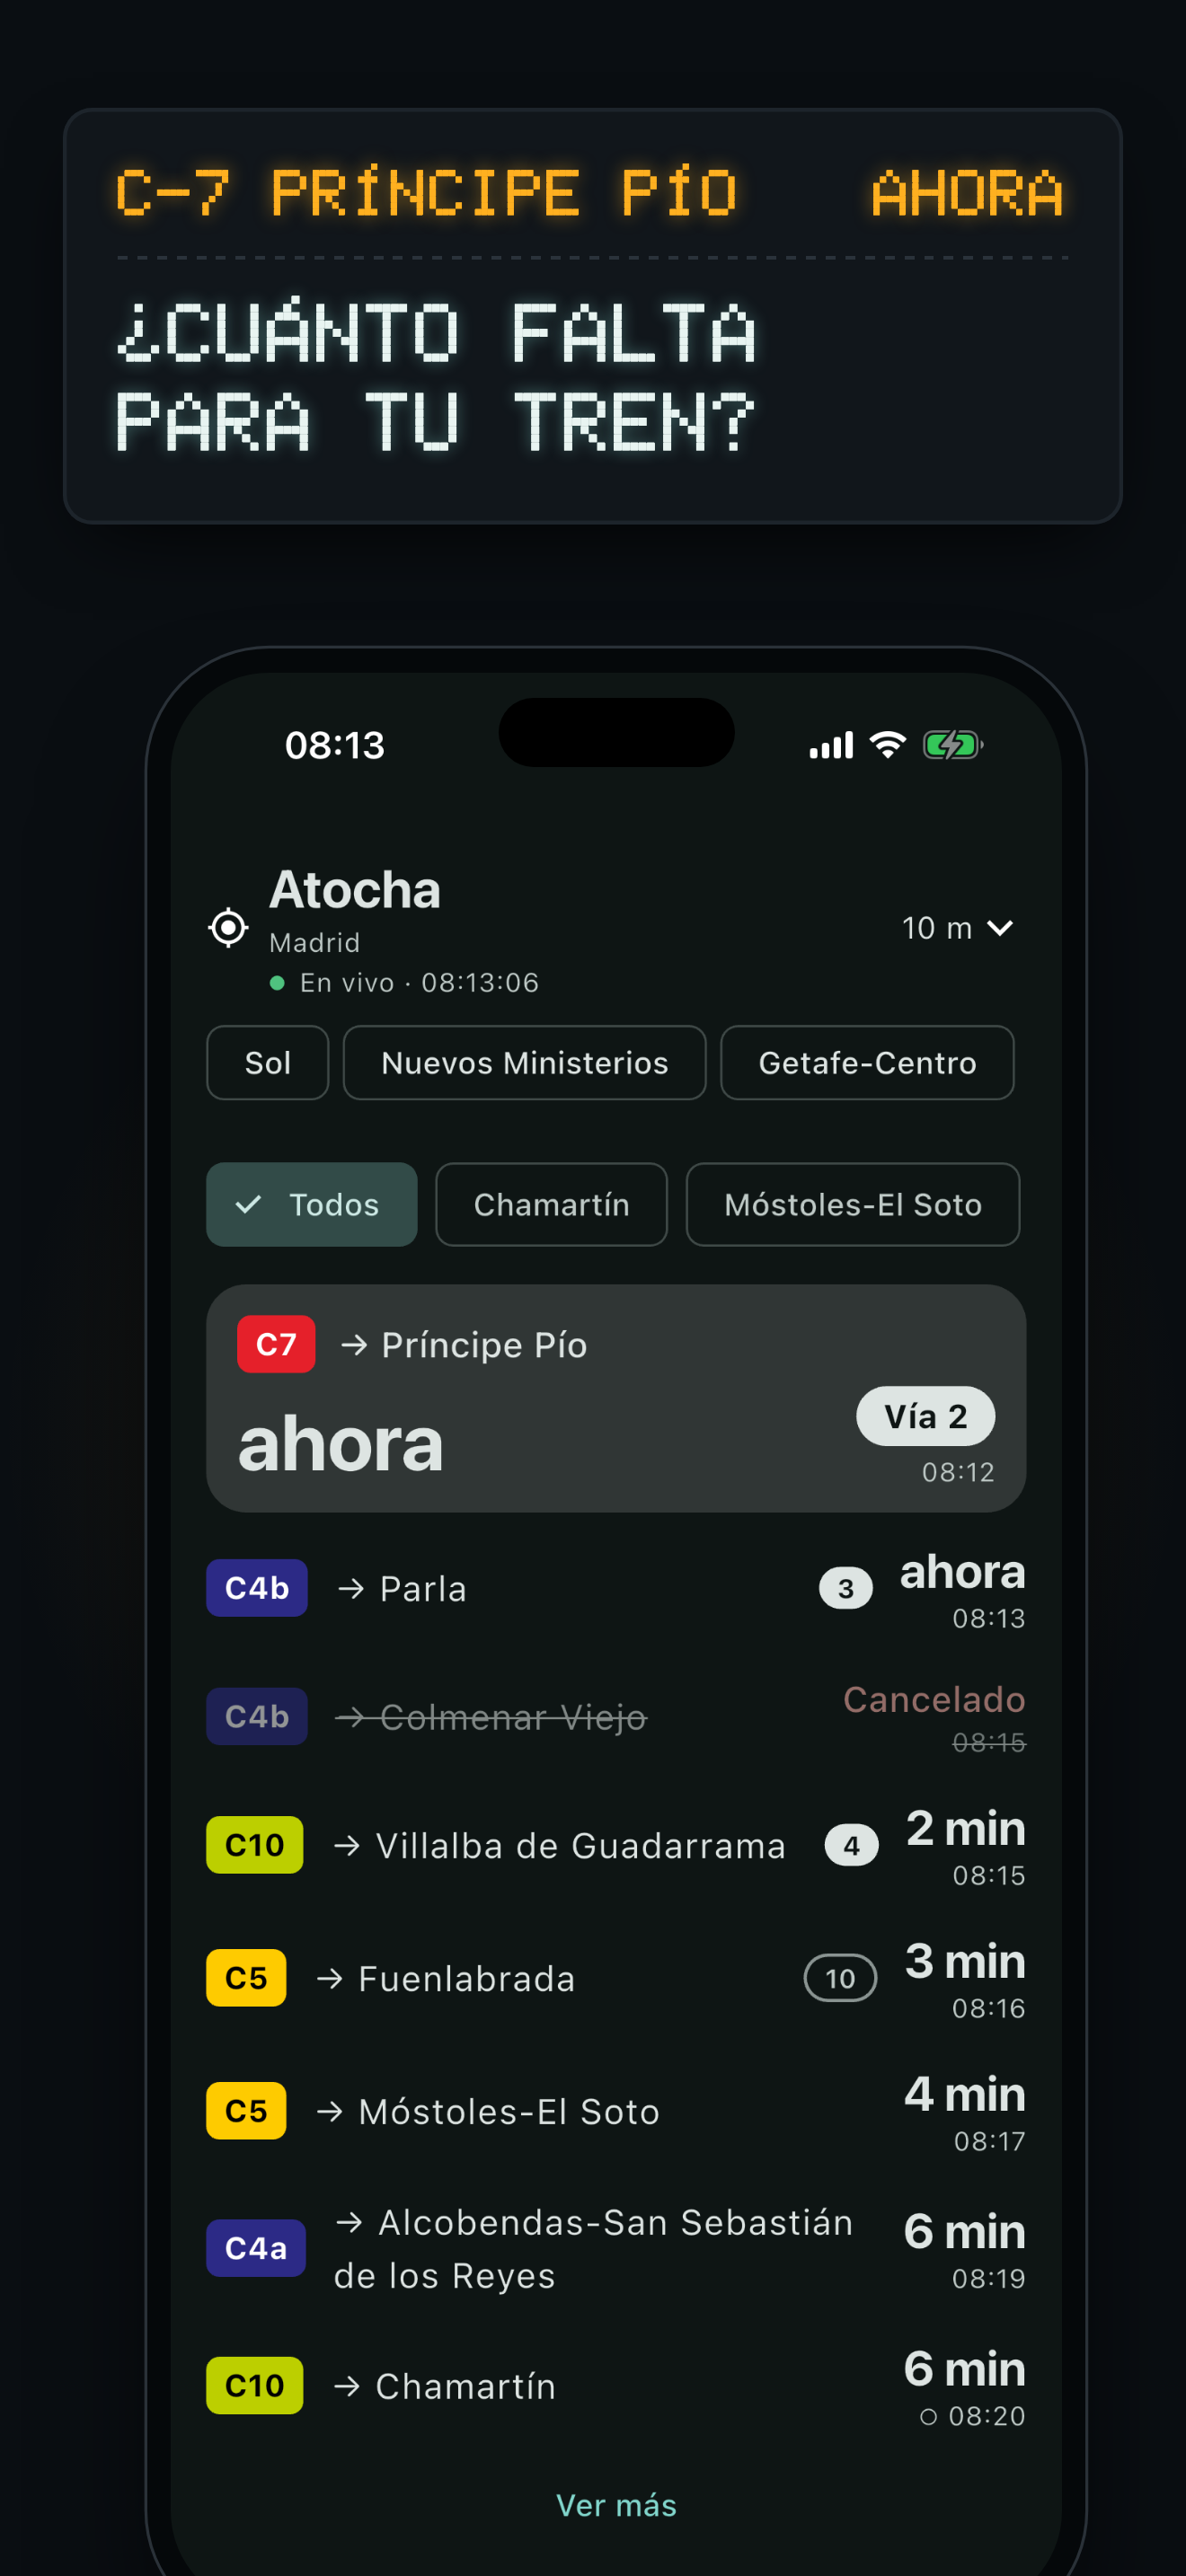 C-7 PRÍNCIPE PÍO AHORA
¿CUÁNTO FALTA
PARA TU TREN?
08:13
Atocha
Madrid
10 m
En vivo · 08:13:06
Sol Nuevos Ministerios Getafe-Centro
Todos Chamartín Móstoles-El Soto
C7 → Príncipe Pío
ahora
Vía 2
08:12
C4b → Parla 3 ahora
08:13
C4b → Colmenar Viejo Cancelado
08:15
C10 → Villalba de Guadarrama 4 2 min
08:15
C5 → Fuenlabrada 10 3 min
08:16
C5 → Móstoles-El Soto 4 min
08:17
C4a → Alcobendas-San Sebastián
de los Reyes
6 min
08:19
C10 → Chamartín 6 min
08:20
Ver más